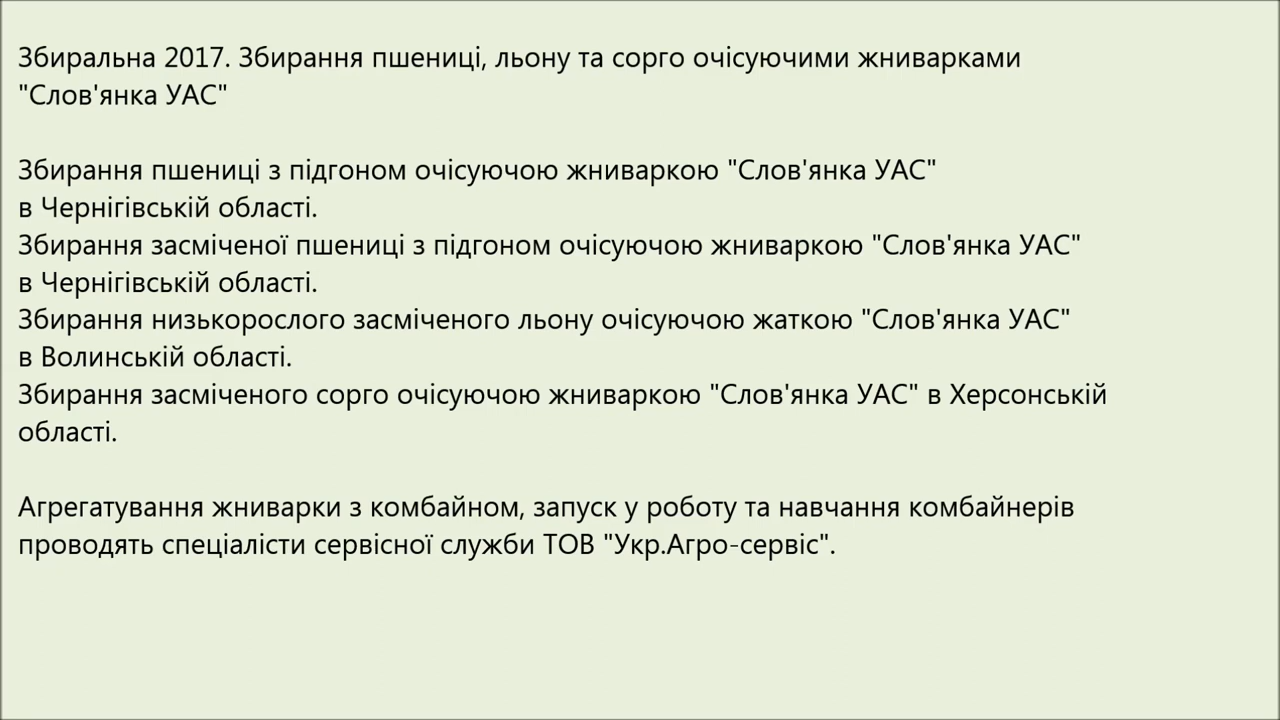 Збиральна 2017. Збирання пшениці, льону та сорго очісуючими жниварками
"Слов'янка УАС"
Збирання пшениці з підгоном очісуючою жниваркою "Слов'янка УАС"
в Чернігівській області.
Збирання засміченої пшениці з підгоном очісуючою жниваркою "Слов'янка УАС"
в Чернігівській області.
Збирання низькорослого засміченого льону очісуючою жаткою "Слов'янка УАС"
в Волинській області.
Збирання засміченого сорго очісуючою жниваркою "Слов'янка УАС" в Херсонській
області.
Агрегатування жниварки з комбайном, запуск у роботу та навчання комбайнерів
проводять спеціалісти сервісної служби ТОВ "Укр.Агро-сервіс".